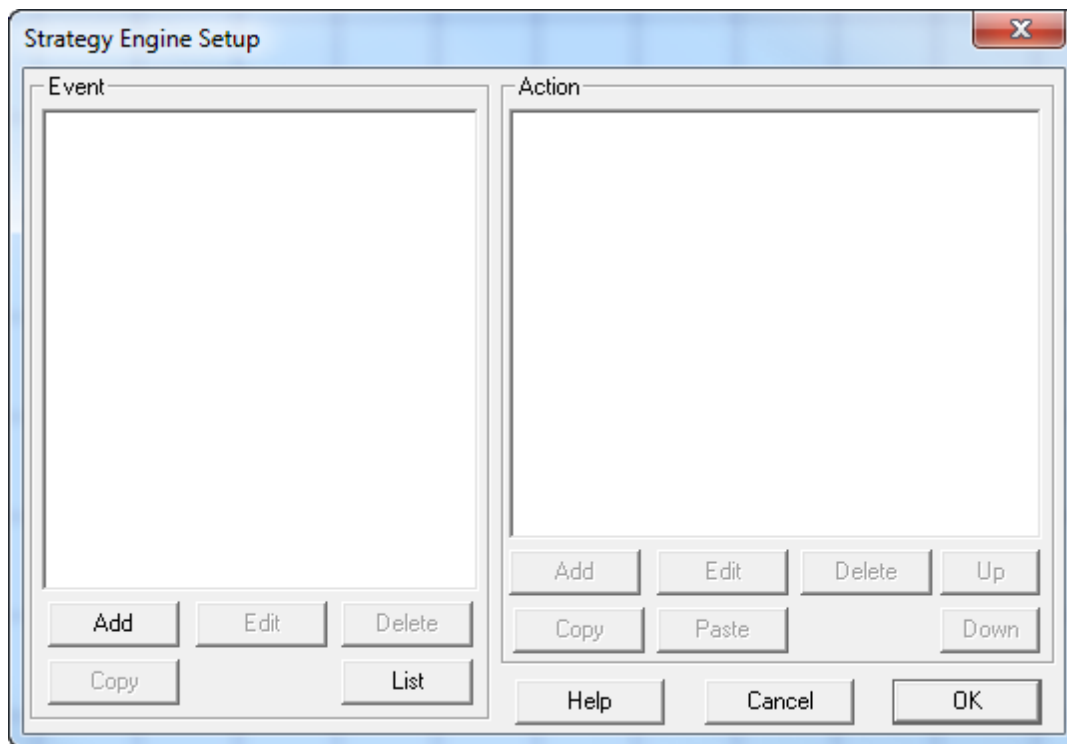 Strategy Engine Setup
Event
Add Edit Delete
Copy List
Action
Add Edit Delete Up
Copy Paste Down
Help Cancel OK